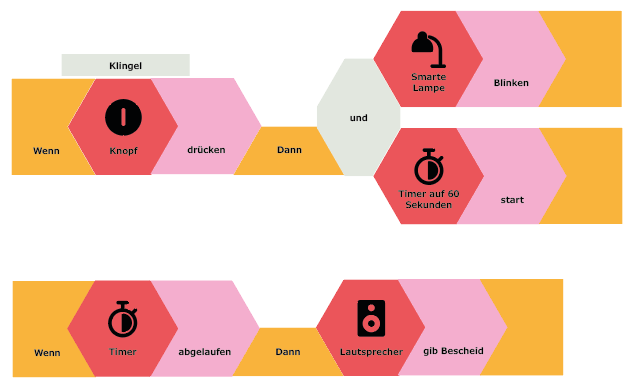 Klingel
Wenn
Knopf
drücken
Dann
und
Smarte
Lampe
Blinken
Timer auf 60
Sekunden
start
Wenn
Timer
abgelaufen
Dann
Lautsprecher
gib Bescheid